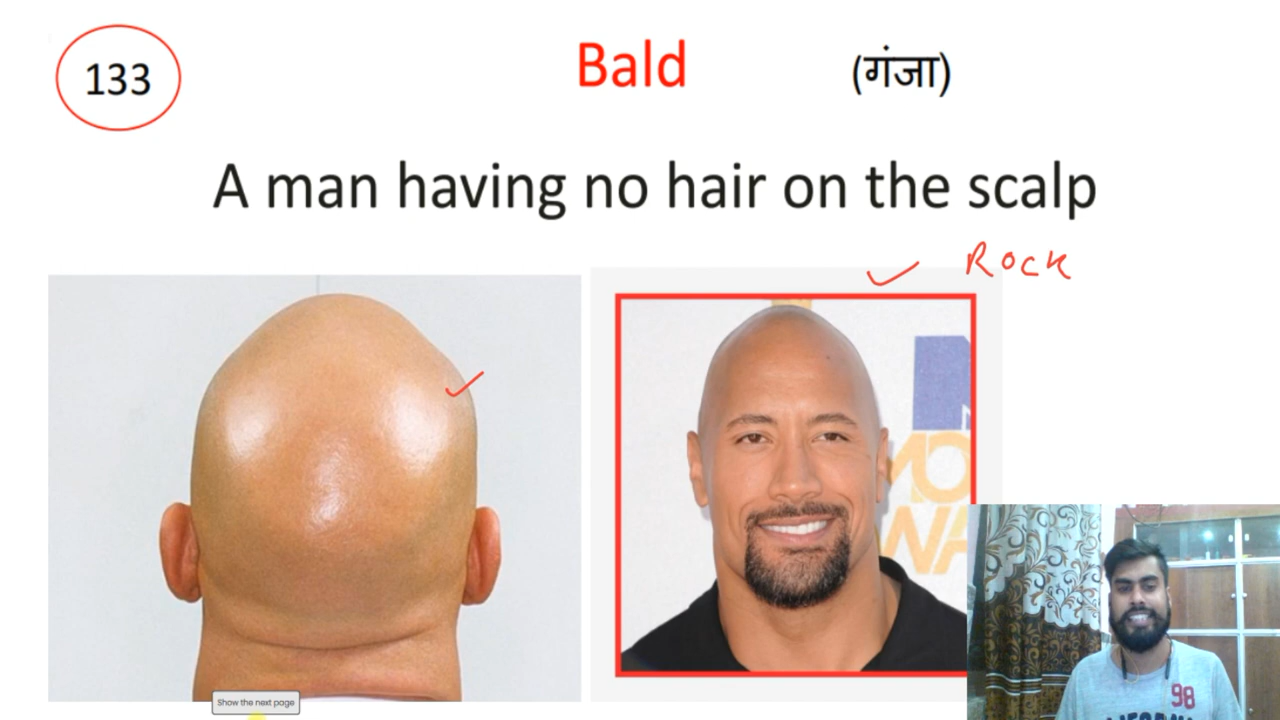 133
Bald (गंजा)
A man having no hair on the scalp
Rock
98
Show the next page